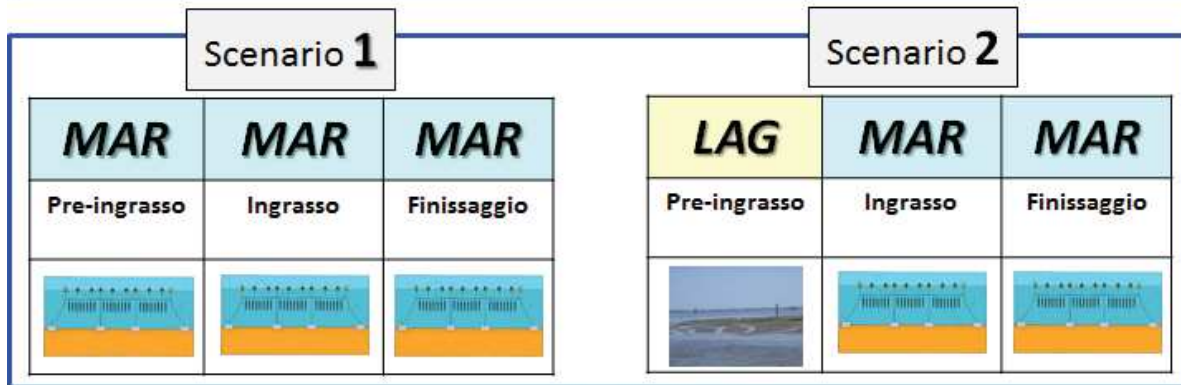 Scenario 1
MAR MAR MAR
Pre-ingrasso Ingrasso Finissaggio
Scenario 2
LAG MAR MAR
Pre-ingrasso Ingrasso Finissaggio